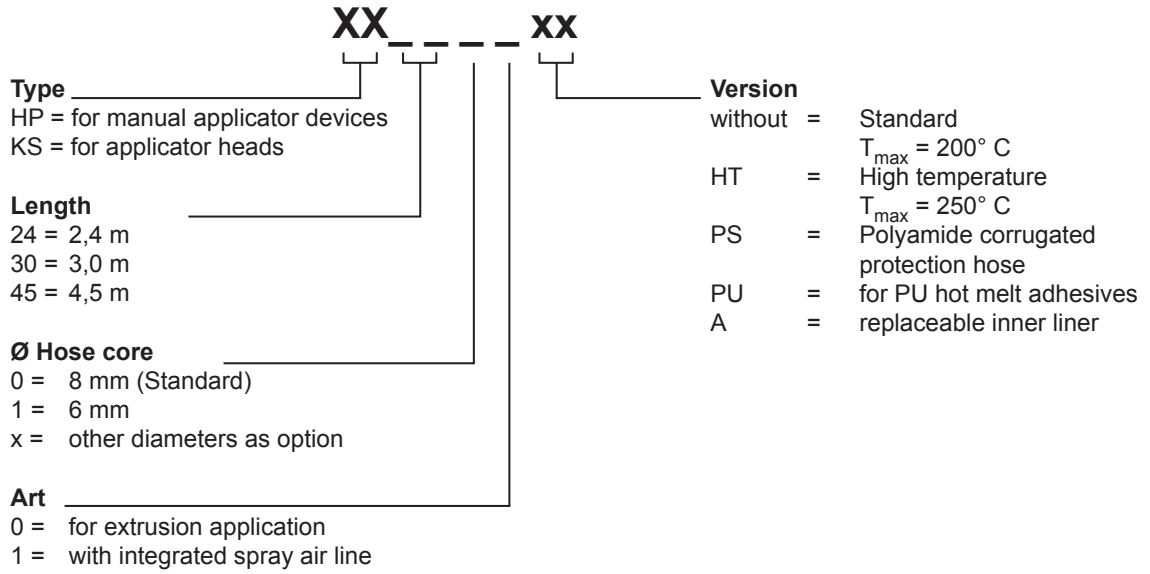 XX_ _ _ _ xx
Type
HP = for manual applicator devices
KS = for applicator heads
Length
24 = 2,4 m
30 = 3,0 m
45 = 4,5 m
Ø Hose core
0 = 8 mm (Standard)
1 = 6 mm
x = other diameters as option
Art
0 = for extrusion application
1 = with integrated spray air line
Version
without = Standard
Tmax = 200° C
HT = High temperature
Tmax = 250° C
PS = Polyamide corrugated
protection hose
PU = for PU hot melt adhesives
A = replaceable inner liner